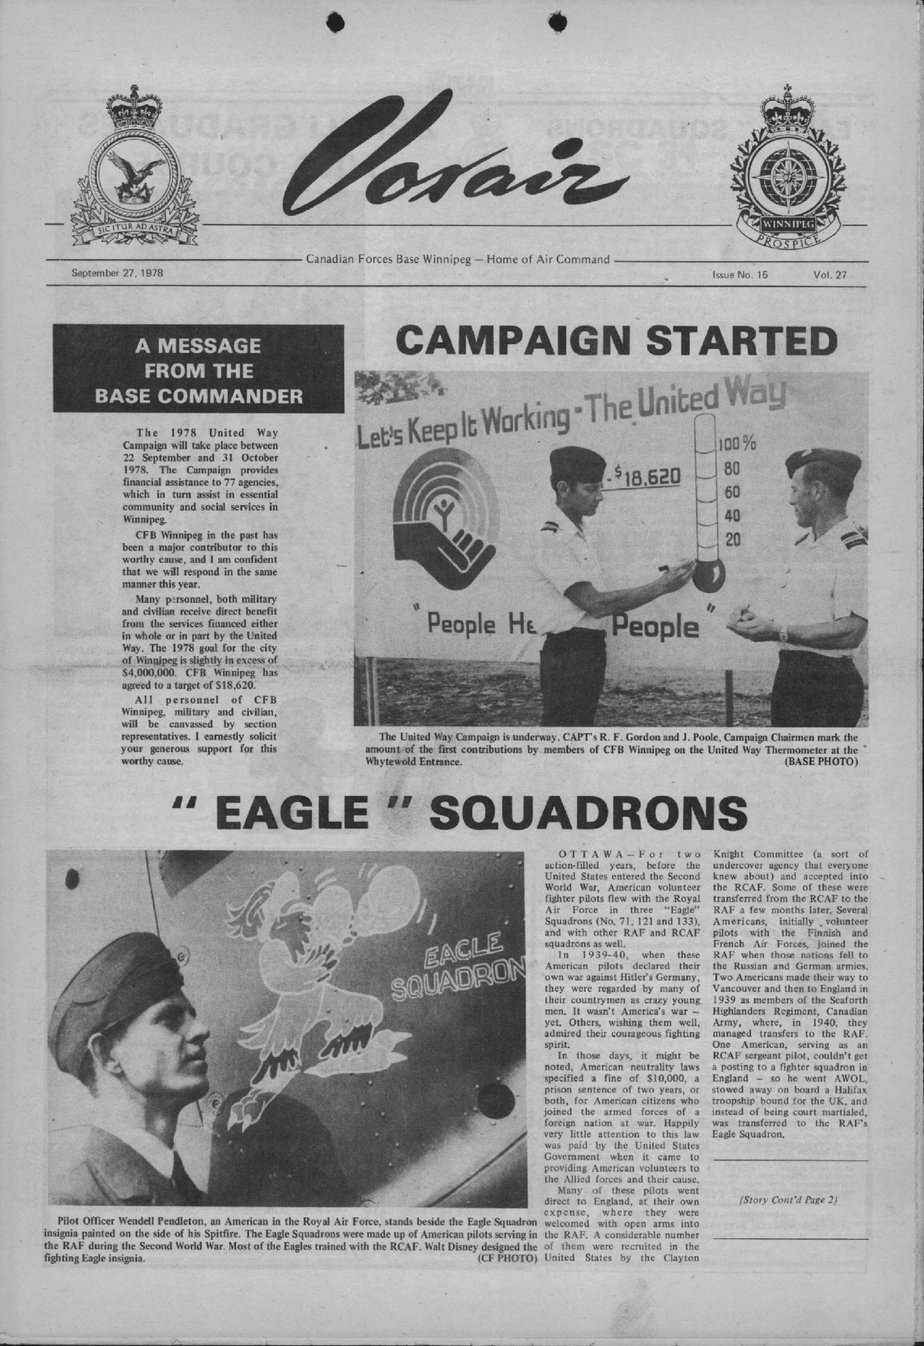 Voxair
SIC ITUR AD ASTRA
WINNIPEG
PROSPICE
Canadian Forces Base Winnipeg — Home of Air Command
September 27, 1978
Issue No. 15
Vol. 27
A MESSAGE
FROM THE
BASE COMMANDER
The 1978 United Way
Campaign will take place between
22 September and 31 October
1978. The Campaign provides
financial assistance to 77 agencies,
which in turn assist in essential
community and social services in
Winnipeg.
CFB Winnipeg in the past has
been a major contributor to this
worthy cause, and I am confident
that we will respond in the same
manner this year.
Many personnel, both military
and civilian receive direct benefit
from the services financed either
in whole or in part by the United
Way. The 1978 goal for the city
of Winnipeg is slightly in excess of
$4,000,000. CFB Winnipeg has
agreed to a target of $18,620.
All personnel of CFB
Winnipeg, military and civilian,
will be canvassed by section
representatives. I earnestly solicit
your generous support for this
worthy cause.
CAMPAIGN STARTED
Let's Keep It Working - The United Way
- $18,620
100%
80
60
40
20
"People He People"
The United Way Campaign is underway. CAPT's R. F. Gordon and J. Poole, Campaign Chairmen mark the
amount of the first contributions by members of CFB Winnipeg on the United Way Thermometer at the
Whytewold Entrance. (BASE PHOTO)
" EAGLE " SQUADRONS
EAGLE
SQUADRON
Pilot Officer Wendell Pendleton, an American in the Royal Air Force, stands beside the Eagle Squadron
insignia painted on the side of his Spitfire. The Eagle Squadrons were made up of American pilots serving in
the RAF during the Second World War. Most of the Eagles trained with the RCAF. Walt Disney designed the
fighting Eagle insignia. (CF PHOTO)
OTTAWA – For two
action-filled years, before the
United States entered the Second
World War, American volunteer
fighter pilots flew with the Royal
Air Force in three "Eagle"
Squadrons (No. 71, 121 and 133),
and with other RAF and RCAF
squadrons as well.
In 1939-40, when these
American pilots declared their
own war against Hitler's Germany,
they were regarded by many of
their countrymen as crazy young
men. It wasn't America's war –
yet. Others, wishing them well,
admired their courageous fighting
spirit.
In those days, it might be
noted, American neutrality laws
specified a fine of $10,000, a
prison sentence of two years, or
both, for American citizens who
joined the armed forces of a
foreign nation at war. Happily
very little attention to this law
was paid by the United States
Government when it came to
providing American volunteers to
the Allied forces and their cause.
Many of these pilots went
direct to England, at their own
expense, where they were
welcomed with open arms into
the RAF. A considerable number
of them were recruited in the
United States by the Clayton
Knight Committee (a sort of
undercover agency that everyone
knew about) and accepted into
the RCAF. Some of these were
transferred from the RCAF to the
RAF a few months later. Several
Americans, initially volunteer
pilots with the Finnish and
French Air Forces, joined the
RAF when those nations fell to
the Russian and German armies.
Two Americans made their way to
Vancouver and then to England in
1939 as members of the Seaforth
Highlanders Regiment, Canadian
Army, where, in 1940, they
managed transfers to the RAF.
One American, serving as an
RCAF sergeant pilot, couldn't get
a posting to a fighter squadron in
England – so he went AWOL,
stowed away on board a Halifax
troopship bound for the UK, and
instead of being court martialed,
was transferred to the RAF's
Eagle Squadron.
(Story Cont'd Page 2)